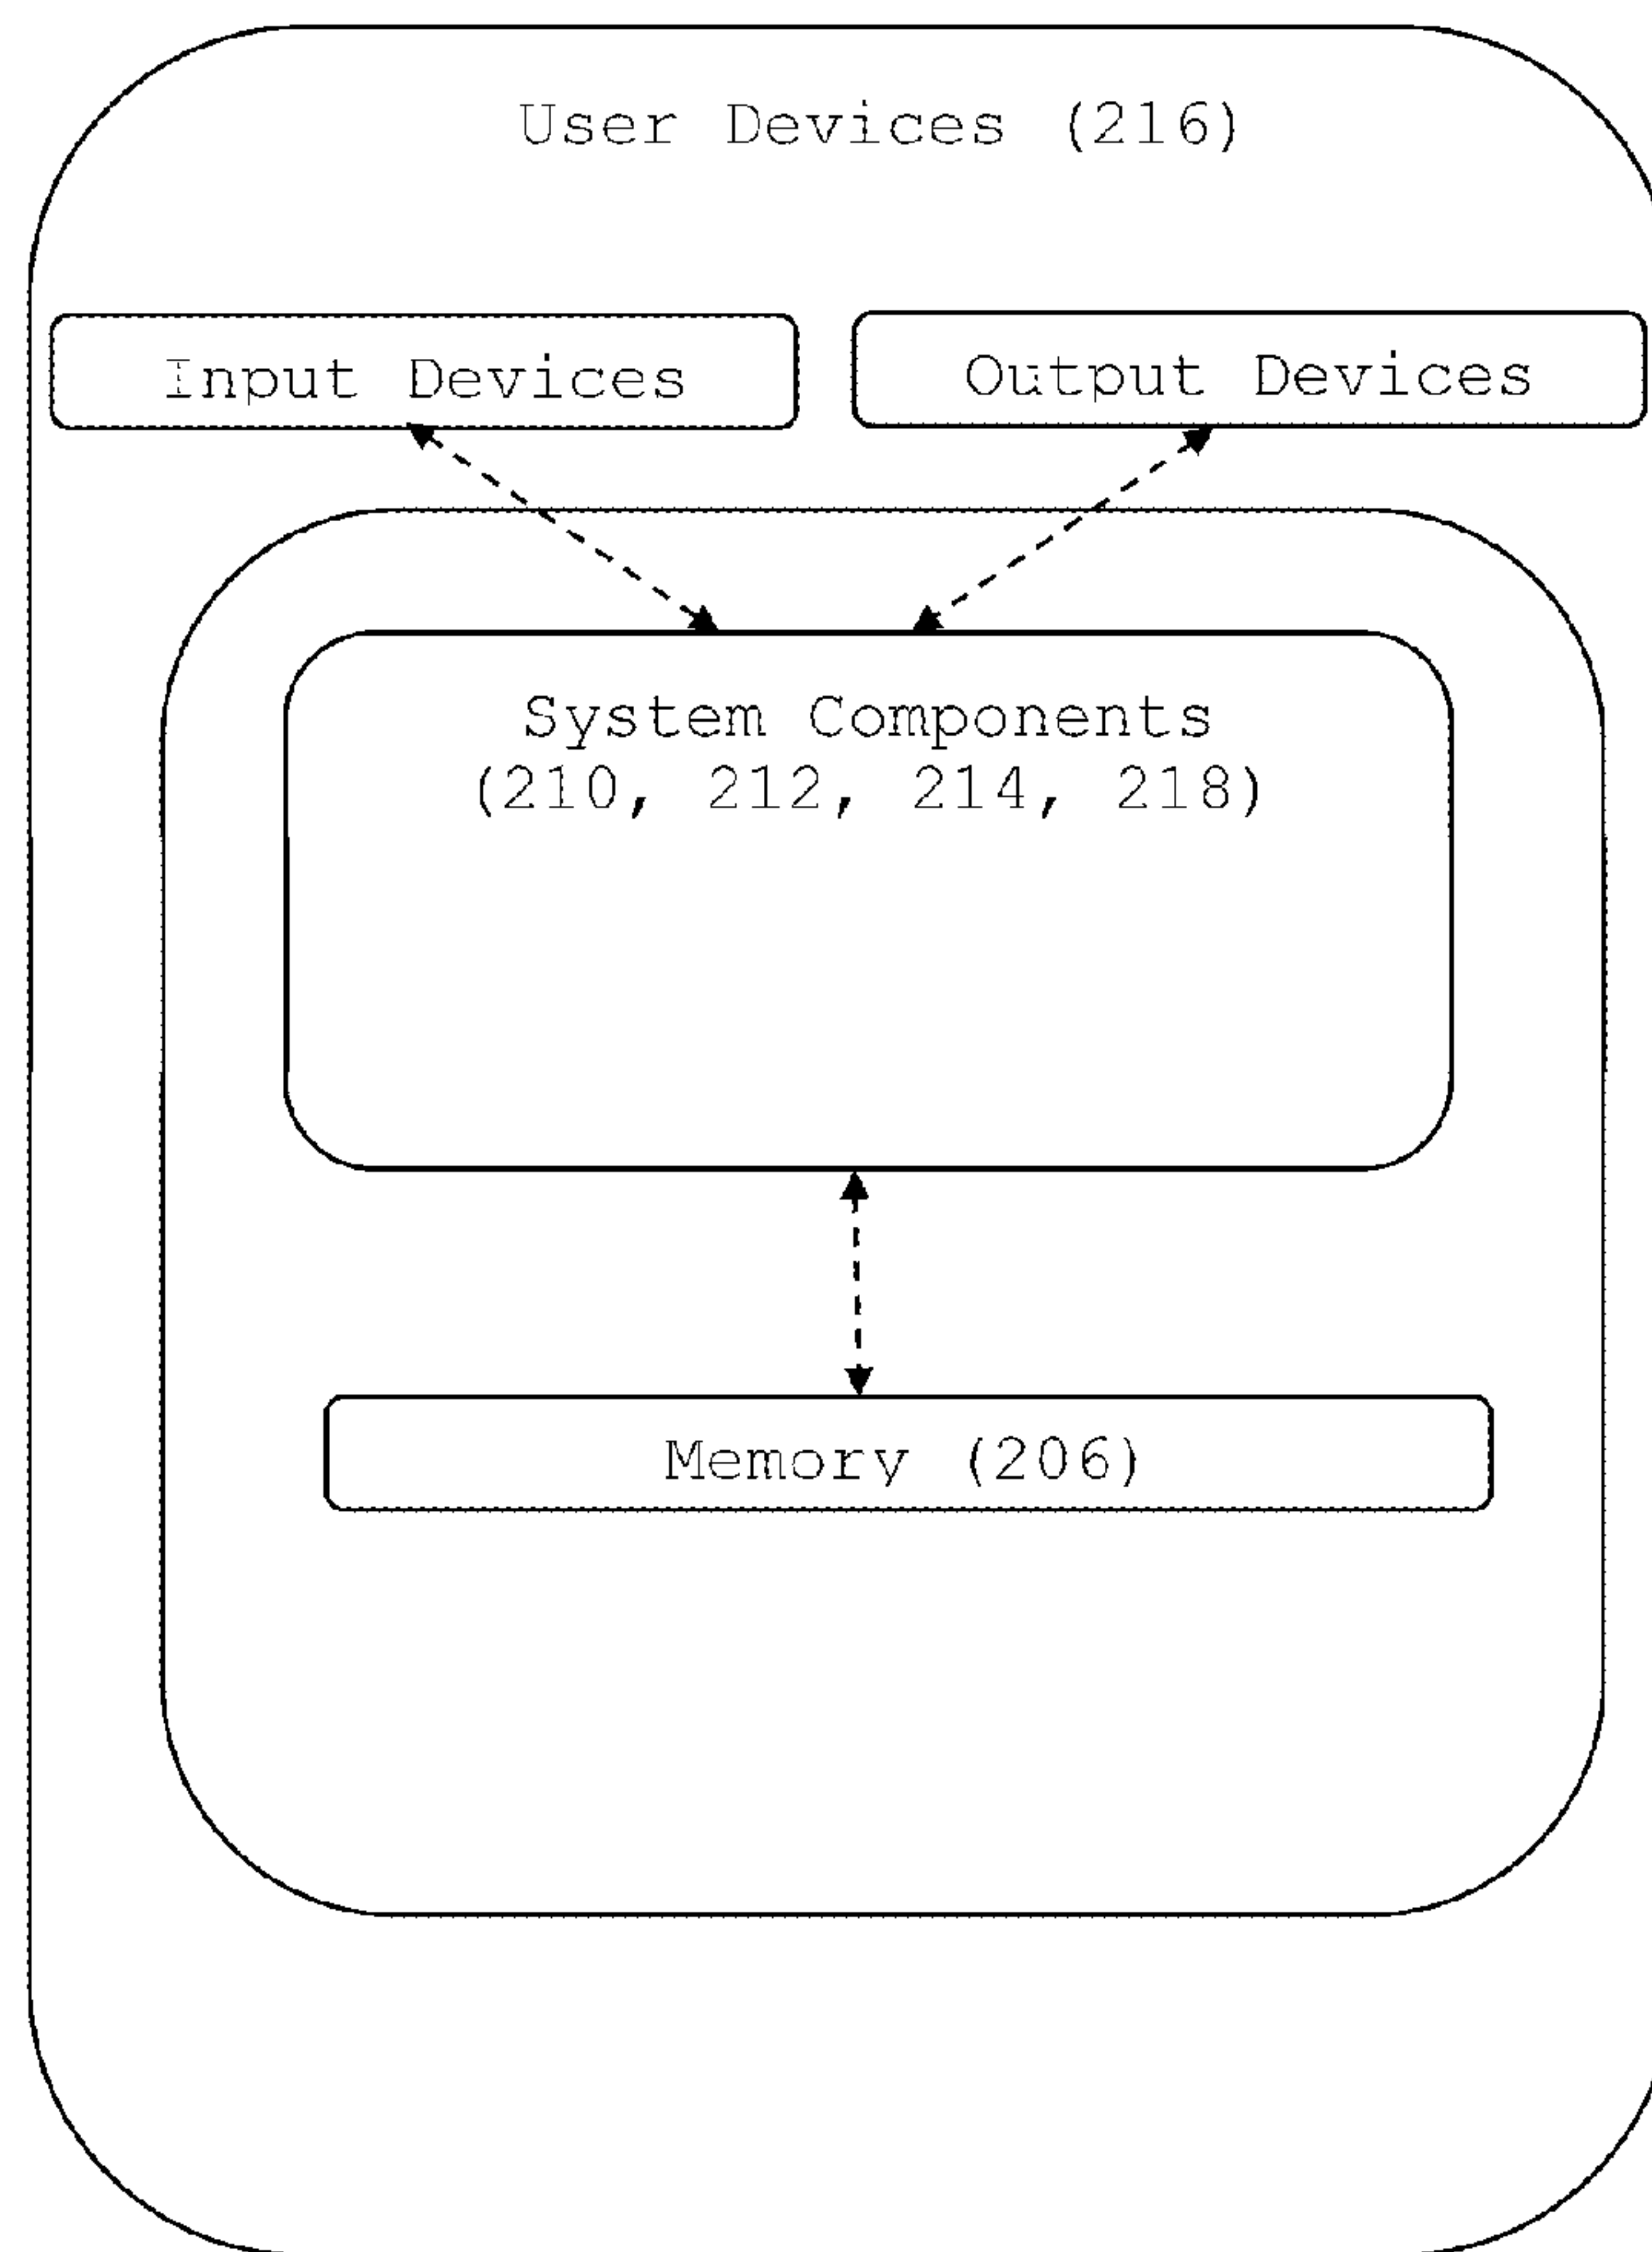 User Devices (216)
Input Devices
Output Devices
System Components
(210, 212, 214, 218)
Memory (206)